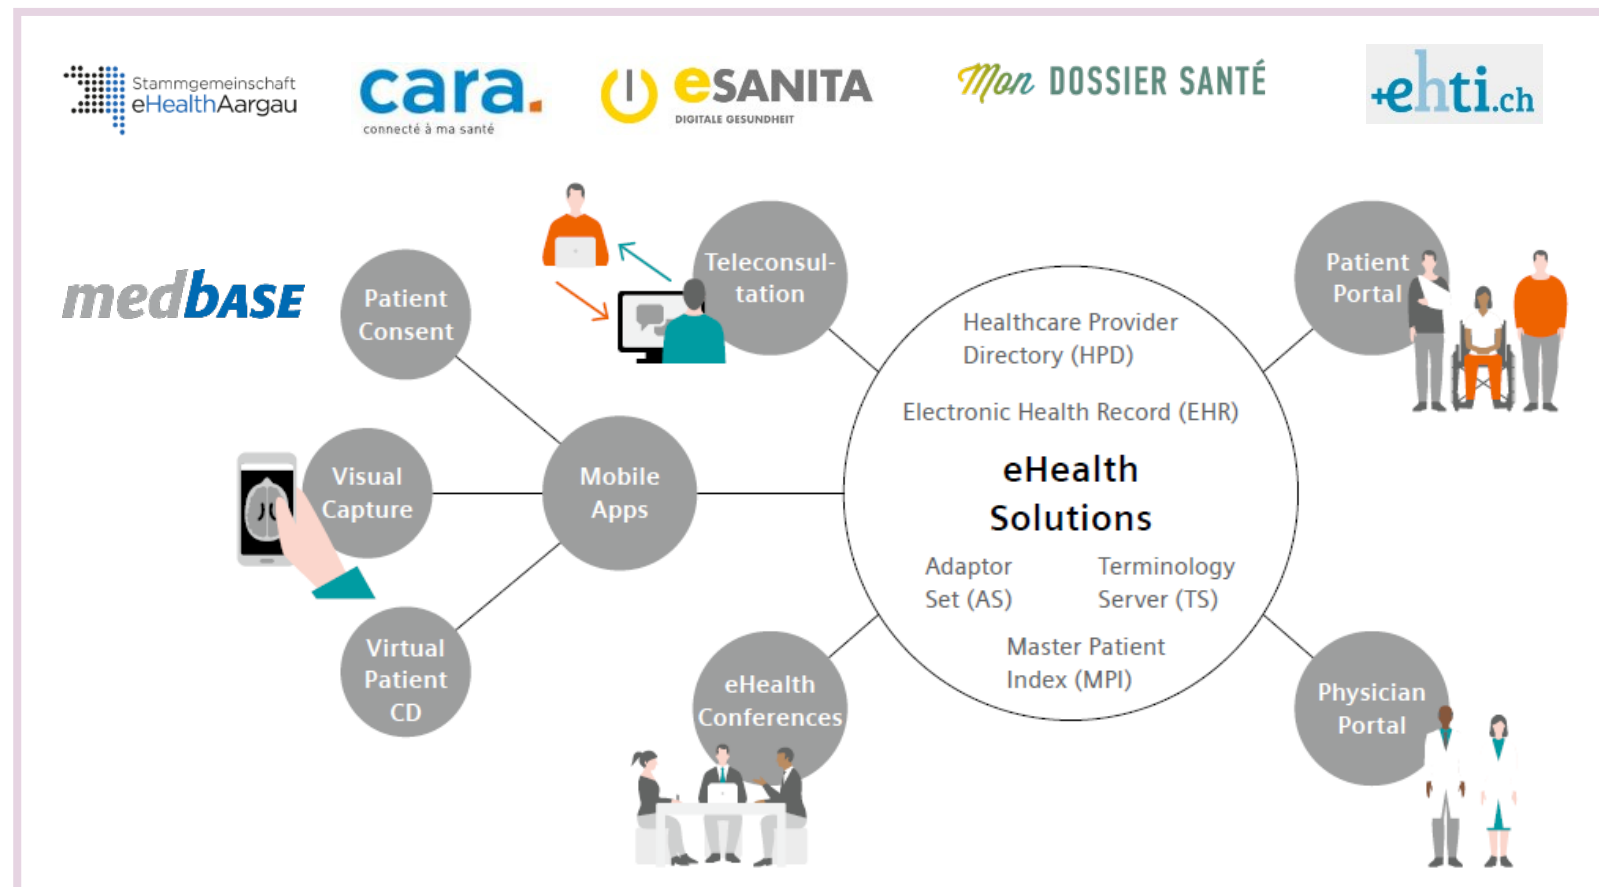 Stammgemeinschaft
eHealthAargau
cara.
connecté à ma santé
eSANITA
DIGITALE GESUNDHEIT
Mon DOSSIER SANTÉ
+ehti.ch
medbASE
Patient
Consent
Teleconsul-
tation
Patient
Portal
Healthcare Provider
Directory (HPD)
Electronic Health Record (EHR)
eHealth
Solutions
Adaptor
Set (AS)
Terminology
Server (TS)
Master Patient
Index (MPI)
Visual
Capture
Mobile
Apps
Virtual
Patient
CD
eHealth
Conferences
Physician
Portal